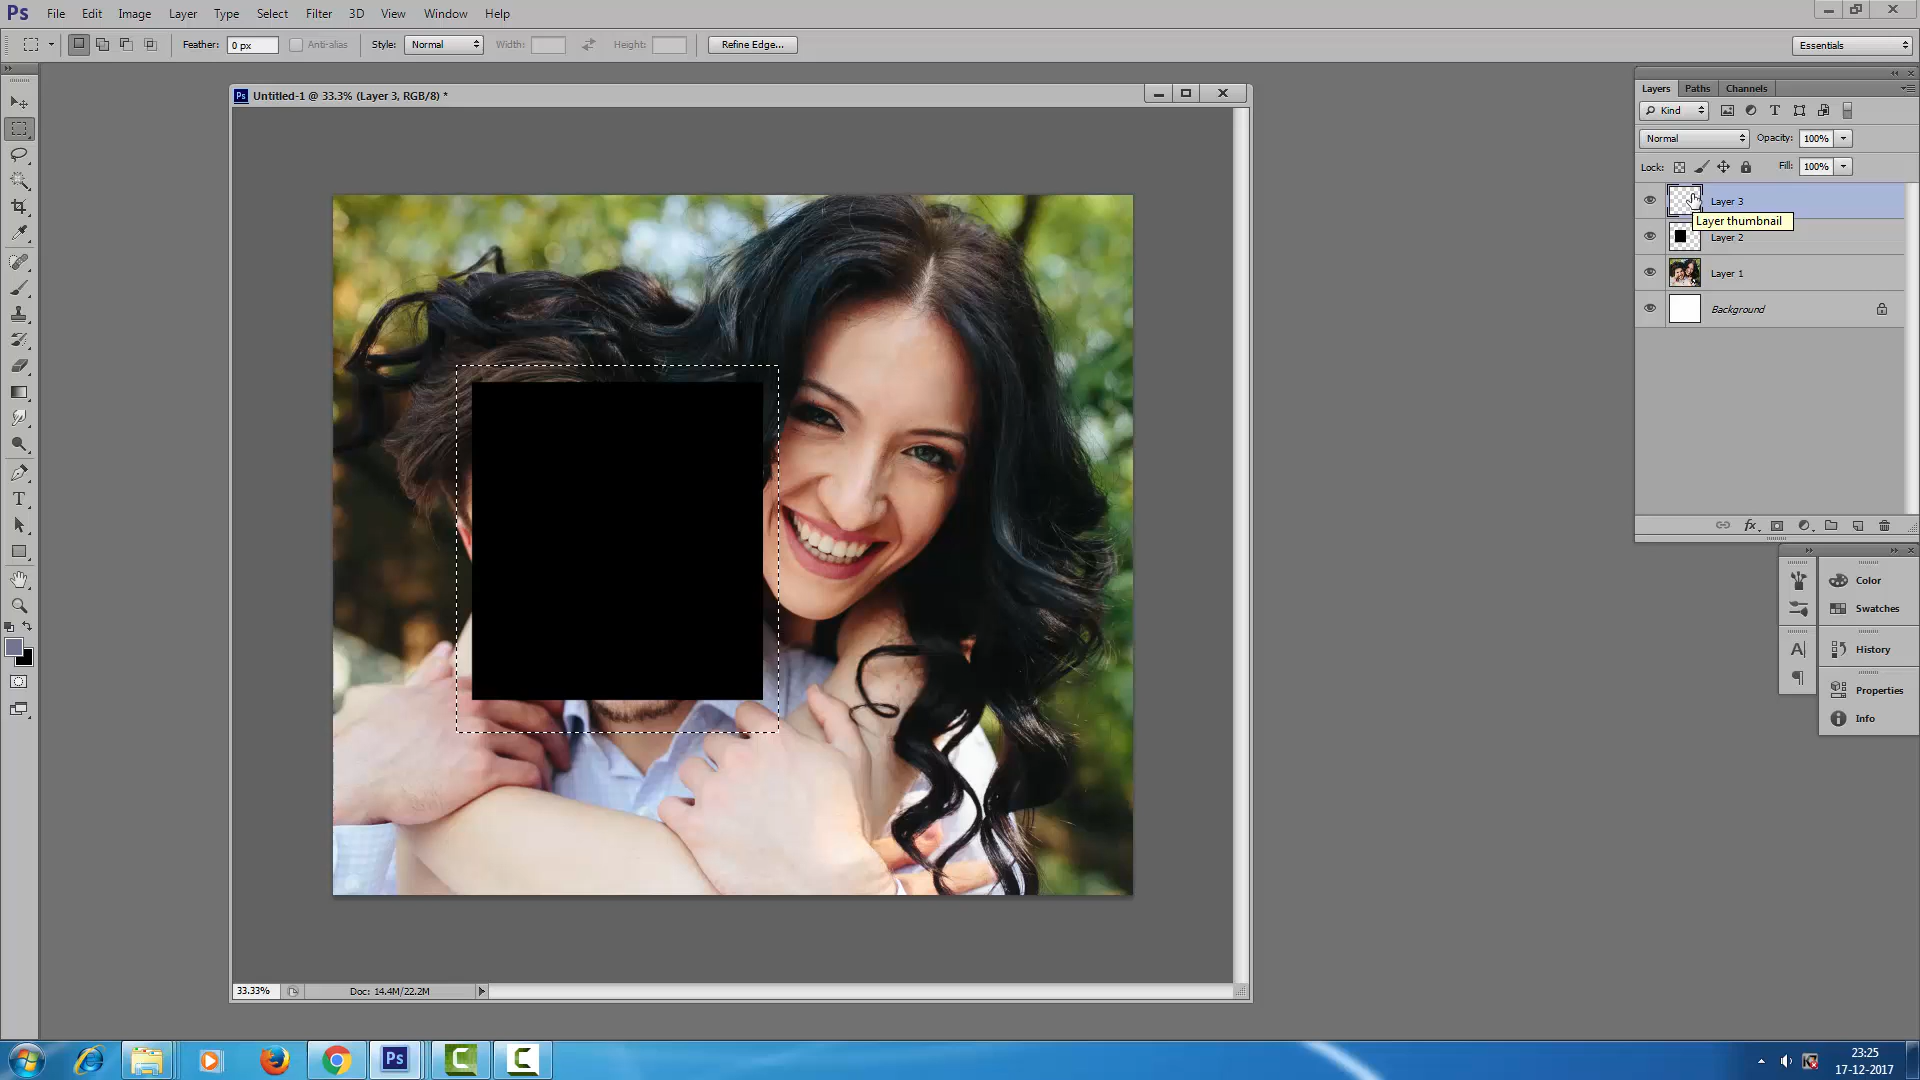 Ps File Edit Image Layer Type Select Filter 3D View Window Help
Feather: 0 px Anti-alias Style: Normal Width: Height: Refine Edge... Essentials
Ps Untitled-1 @ 33.3% (Layer 3, RGB/8) *
Layers Paths Channels
Kind
Normal Opacity: 100%
Lock: Fill: 100%
Layer 3
Layer thumbnail
Layer 2
Layer 1
Background
Color
Swatches
History
Properties
Info
33.33% Doc: 14.4M/22.2M
Ps
23:25
17-12-2017